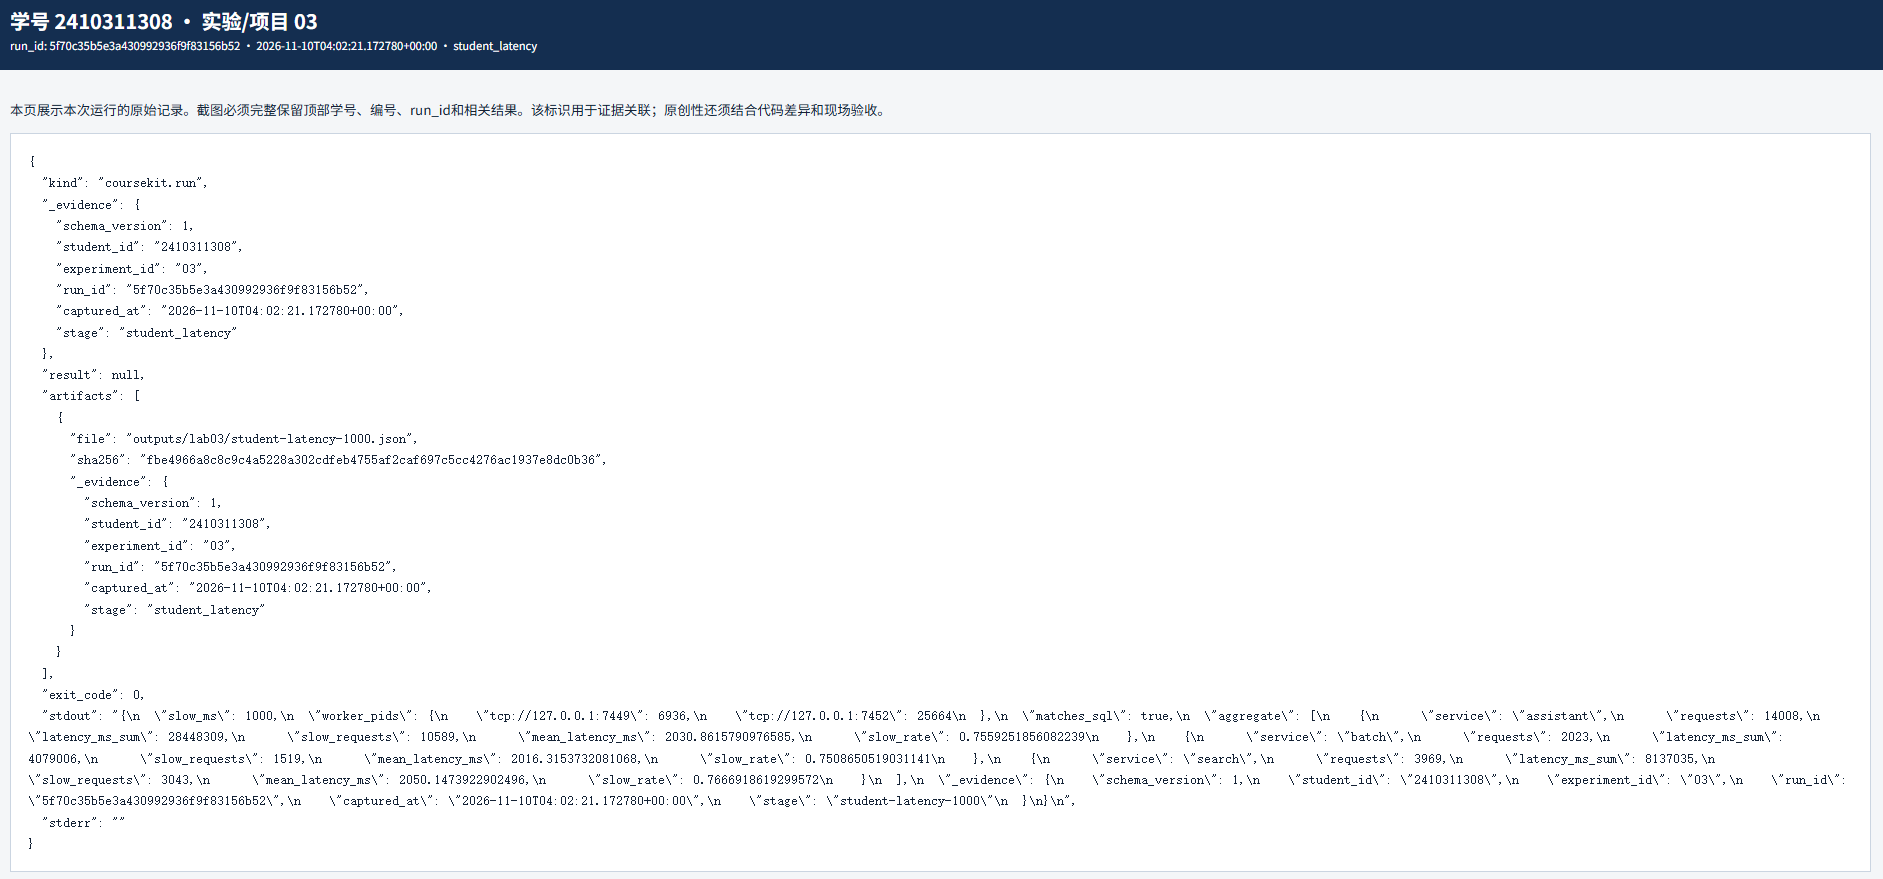 学号 2410311308 • 实验/项目 03
run_id: 5f70c35b5e3a430992936f9f83156b52 • 2026-11-10T04:02:21.172780+00:00 • student_latency
本页展示本次运行的原始记录。截图必须完整保留顶部学号、编号、run_id和相关结果。该标识用于证据关联；原创性还须结合代码差异和现场验收。
{
  "kind": "coursekit.run",
  "_evidence": {
    "schema_version": 1,
    "student_id": "2410311308",
    "experiment_id": "03",
    "run_id": "5f70c35b5e3a430992936f9f83156b52",
    "captured_at": "2026-11-10T04:02:21.172780+00:00",
    "stage": "student_latency"
  },
  "result": null,
  "artifacts": [
    {
      "file": "outputs/lab03/student-latency-1000.json",
      "sha256": "fbe4966a8c8c9c4a5228a302cdfeb4755af2caf697c5cc4276ac1937e8dc0b36",
      "_evidence": {
        "schema_version": 1,
        "student_id": "2410311308",
        "experiment_id": "03",
        "run_id": "5f70c35b5e3a430992936f9f83156b52",
        "captured_at": "2026-11-10T04:02:21.172780+00:00",
        "stage": "student_latency"
      }
    }
  ],
  "exit_code": 0,
  "stdout": "{\n  \"slow_ms\": 1000,\n  \"worker_pids\": {\n    \"tcp://127.0.0.1:7449\": 6936,\n    \"tcp://127.0.0.1:7452\": 25664\n  },\n  \"matches_sql\": true,\n  \"aggregate\": [\n    {\n      \"service\": \"assistant\",\n      \"requests\": 14008,\n
\"latency_ms_sum\": 28448309,\n      \"slow_requests\": 10589,\n      \"mean_latency_ms\": 2030.8615790976585,\n      \"slow_rate\": 0.7559251856082239\n    },\n    {\n      \"service\": \"batch\",\n      \"requests\": 2023,\n      \"latency_ms_sum\":
4079006,\n      \"slow_requests\": 1519,\n      \"mean_latency_ms\": 2016.3153732081068,\n      \"slow_rate\": 0.7508650519031141\n    },\n    {\n      \"service\": \"search\",\n      \"requests\": 3969,\n      \"latency_ms_sum\": 8137035,\n
\"slow_requests\": 3043,\n      \"mean_latency_ms\": 2050.1473922902496,\n      \"slow_rate\": 0.7666918619299572\n    }\n  ],\n  \"_evidence\": {\n    \"schema_version\": 1,\n    \"student_id\": \"2410311308\",\n    \"experiment_id\": \"03\",\n    \"run_id\":
\"5f70c35b5e3a430992936f9f83156b52\",\n    \"captured_at\": \"2026-11-10T04:02:21.172780+00:00\",\n    \"stage\": \"student-latency-1000\"\n  }\n}\n",
  "stderr": ""
}